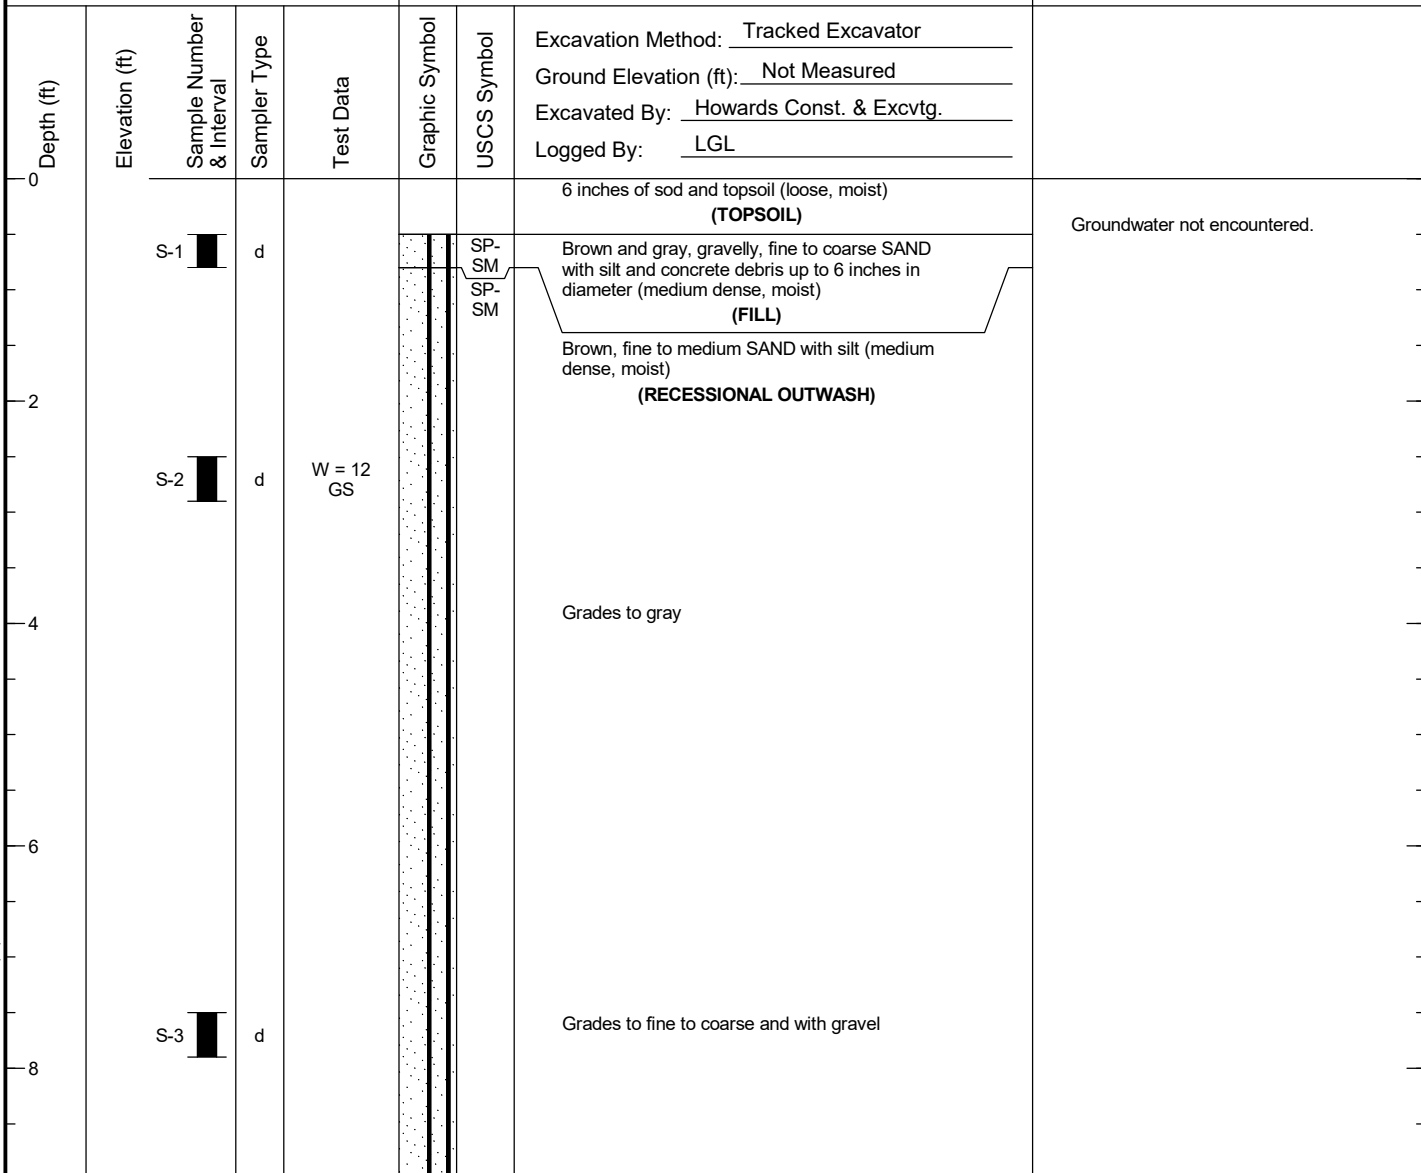 Depth (ft)
Elevation (ft)
Sample Number
& Interval
Sampler Type
Test Data
Graphic Symbol
USCS Symbol
Excavation Method: Tracked Excavator
Ground Elevation (ft): Not Measured
Excavated By: Howards Const. & Excvtg.
Logged By: LGL
0
6 inches of sod and topsoil (loose, moist)
(TOPSOIL)
Groundwater not encountered.
S-1 d
SP-
SM
Brown and gray, gravelly, fine to coarse SAND
with silt and concrete debris up to 6 inches in
diameter (medium dense, moist)
(FILL)
SP-
SM
Brown, fine to medium SAND with silt (medium
dense, moist)
(RECESSIONAL OUTWASH)
2
S-2 d
W = 12
GS
Grades to gray
4
6
Grades to fine to coarse and with gravel
S-3 d
8